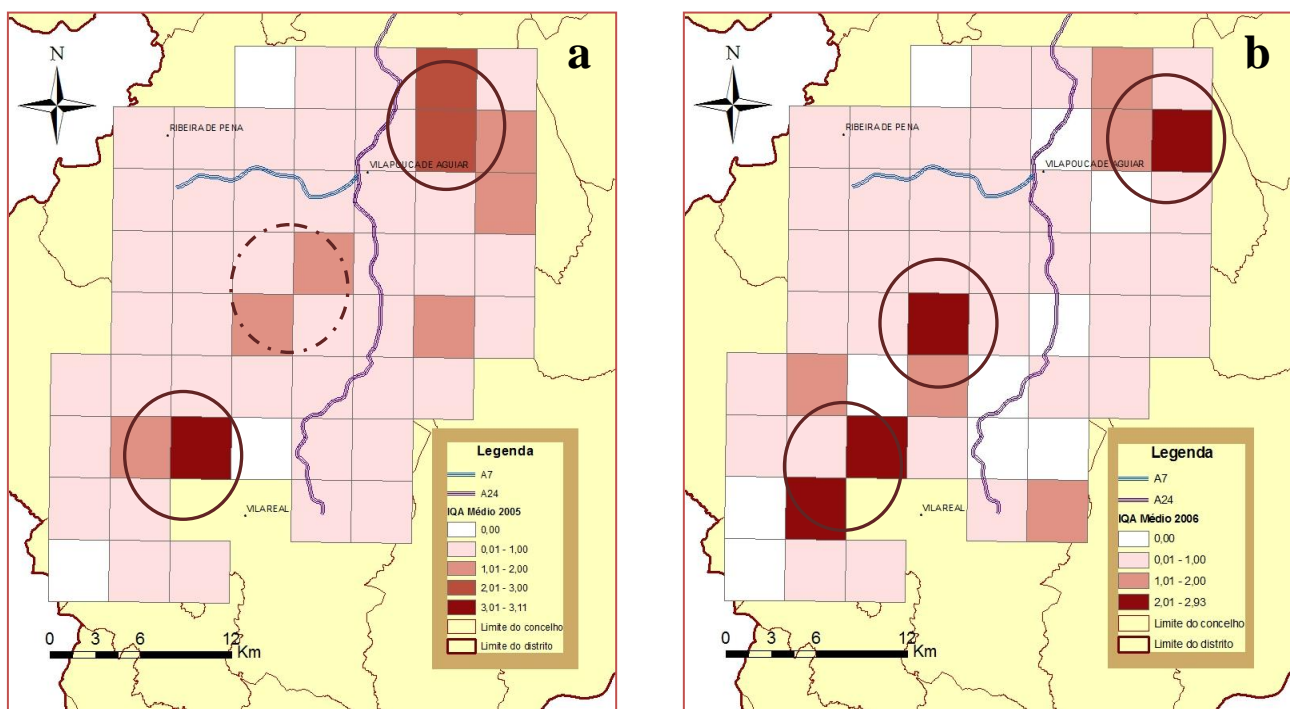 a
N
RIBEIRA DE PENA
VILA POUCA DE AGUIAR
VILA REAL
Legenda
A7
A24
IQA Médio 2005
0,00
0,01 - 1,00
1,01 - 2,00
2,01 - 3,00
3,01 - 3,11
Limite do concelho
Limite do distrito
0 3 6 12
Km
b
N
RIBEIRA DE PENA
VILA POUCA DE AGUIAR
VILA REAL
Legenda
A7
A24
IQA Médio 2006
0,00
0,01 - 1,00
1,01 - 2,00
2,01 - 2,93
Limite do concelho
Limite do distrito
0 3 6 12
Km